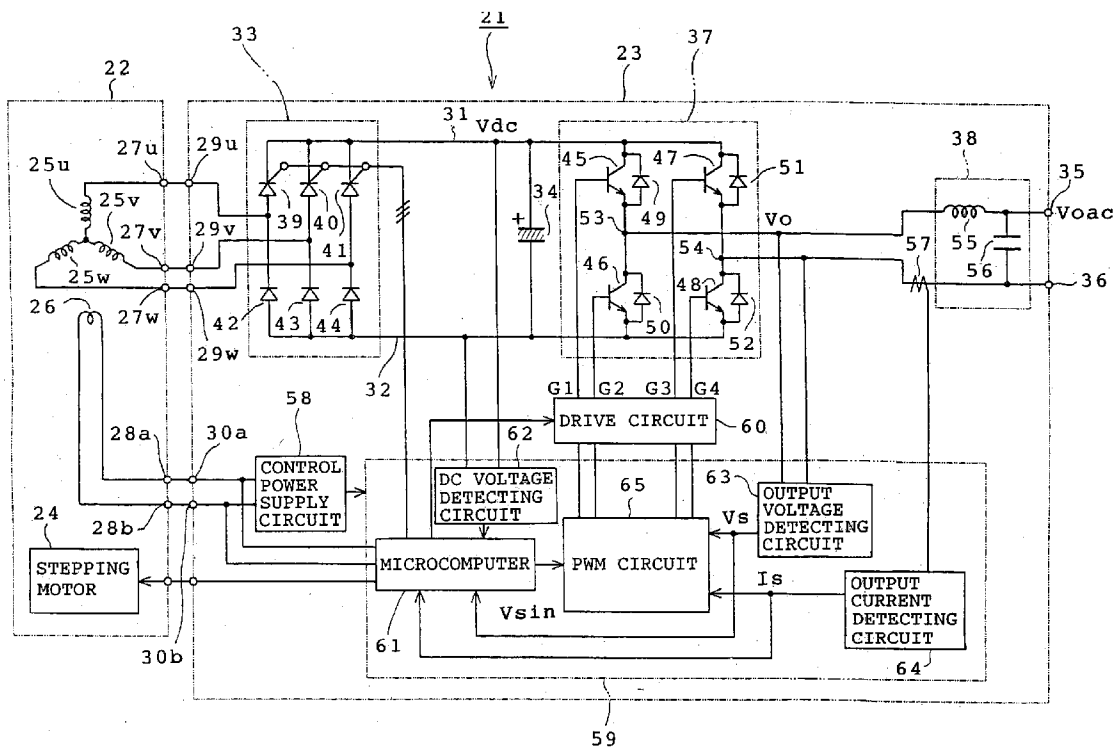 21
33
37
22
23
31
Vdc
38
35
27u
29u
45
47
51
25u
34
Voac
25v
39
40
49
Vo
27v
29v
41
53
55
54
57
56
25w
46
48
36
26
42
43
44
50
52
27w
29w
32
G1
G2
G3
G4
58
DRIVE CIRCUIT
60
28a
30a
62
CONTROL
POWER
SUPPLY
CIRCUIT
DC VOLTAGE
DETECTING
CIRCUIT
65
63
OUTPUT
VOLTAGE
DETECTING
CIRCUIT
24
28b
Vs
STEPPING
MOTOR
MICROCOMPUTER
PWM CIRCUIT
Is
OUTPUT
CURRENT
DETECTING
CIRCUIT
Vsin
30b
61
64
59